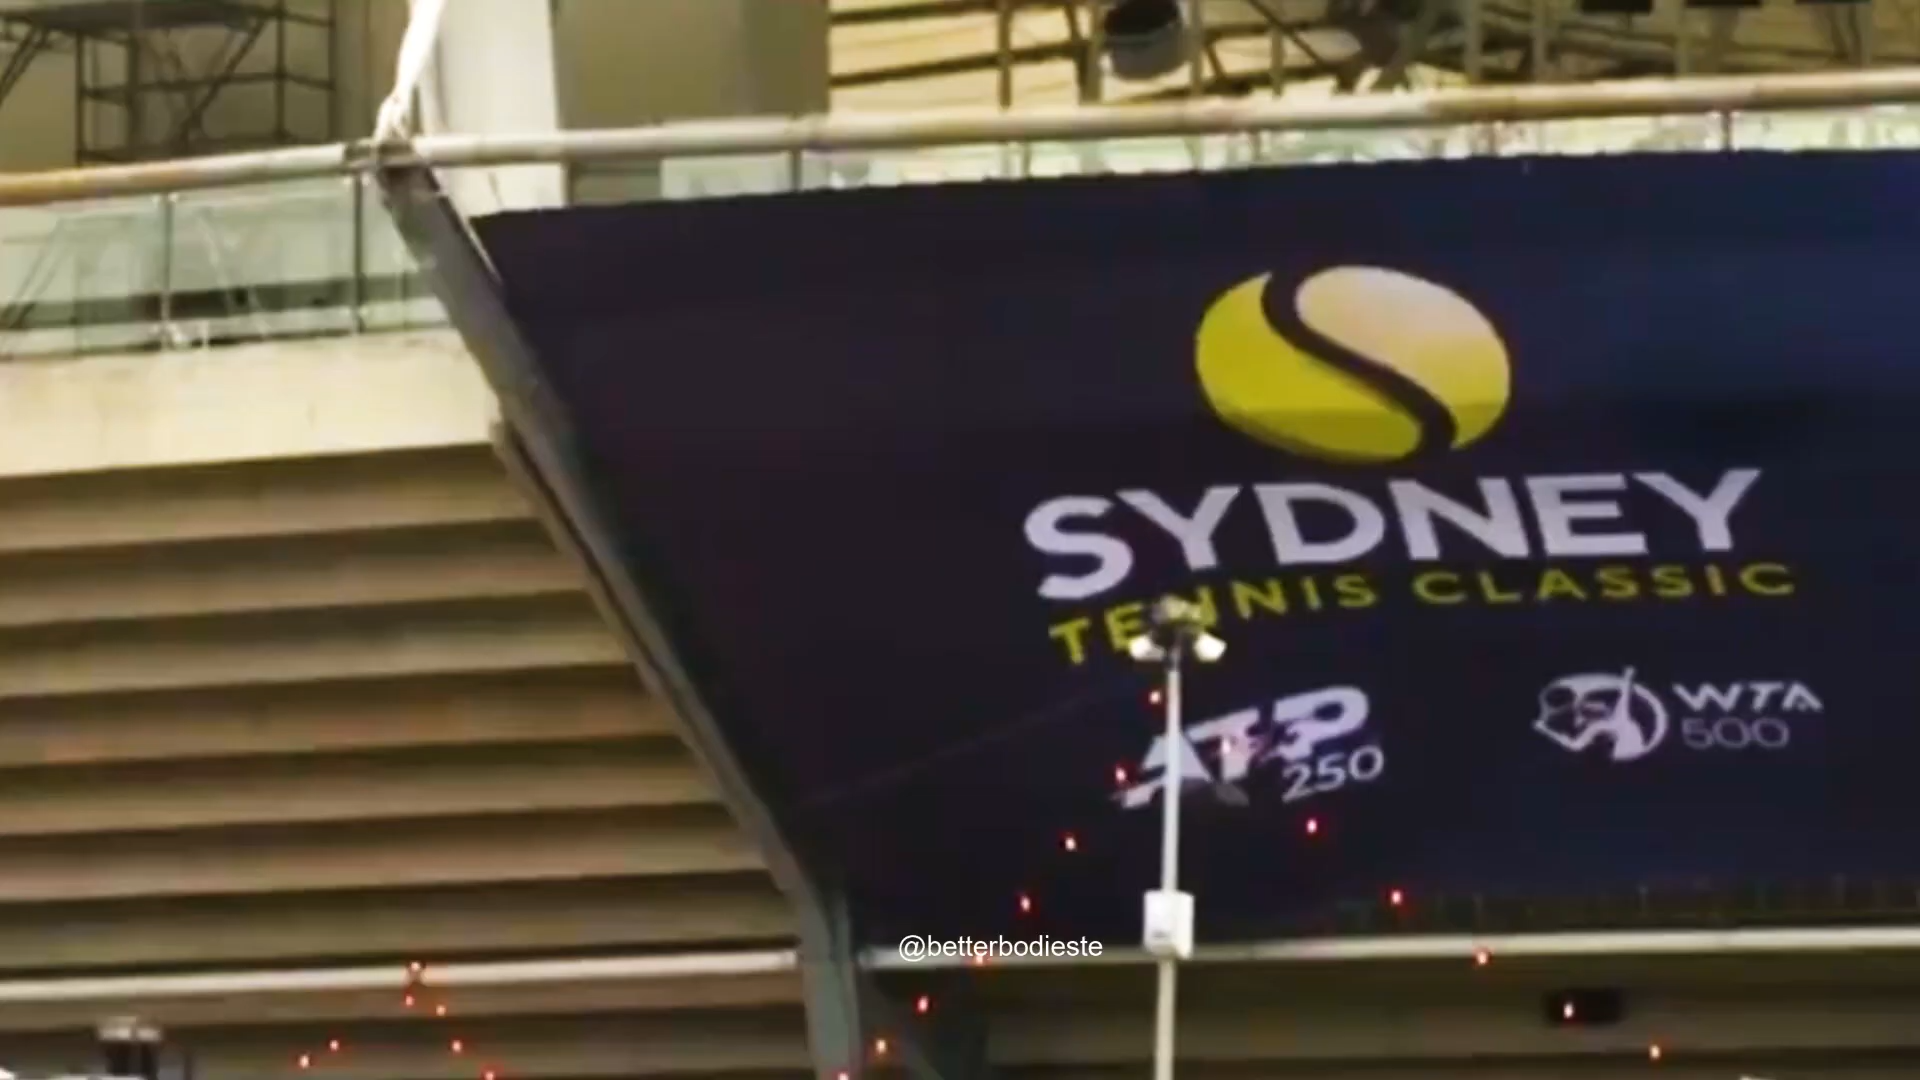 SYDNEY
TENNIS CLASSIC
ATP
250
WTA
500
@betterbodieste